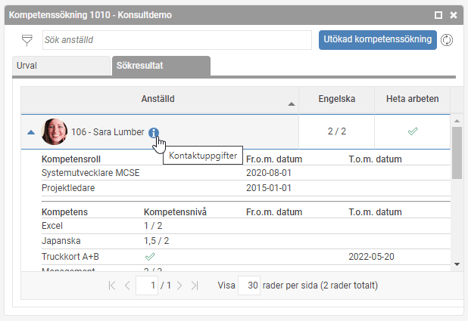 Kompetenssökning 1010 - Konsultdemo
Sök anställd
Utökad kompetenssökning
Urval
Sökresultat
Anställd
Engelska
Heta arbeten
106 - Sara Lumber
2 / 2
Kontaktuppgifter
Kompetensroll
Fr.o.m. datum
T.o.m. datum
Systemutvecklare MCSE
2020-08-01
Projektledare
2015-01-01
Kompetens
Kompetensnivå
Fr.o.m. datum
T.o.m. datum
Excel
1 / 2
Japanska
1,5 / 2
Truckkort A+B
2022-05-20
Management
1 / 1
Visa 30 rader per sida (2 rader totalt)